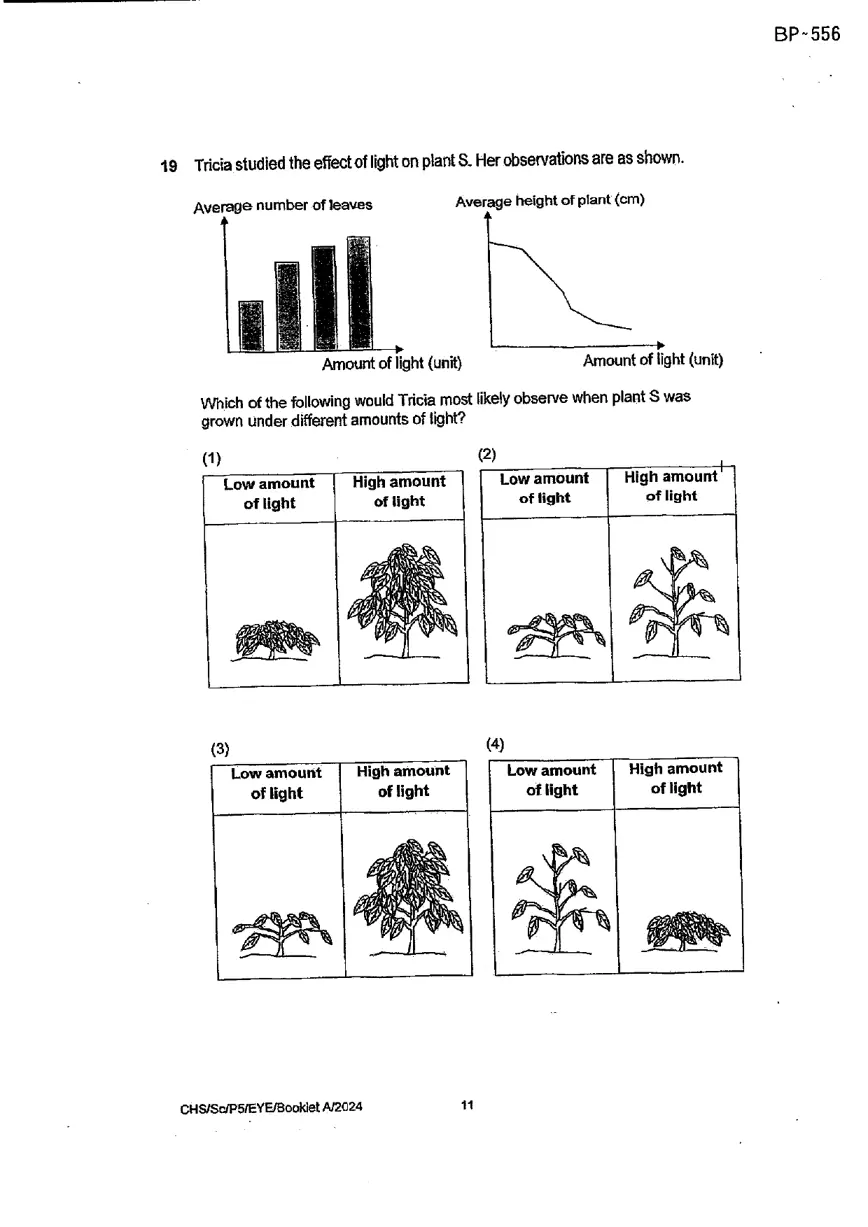 BP-556
19 Tricia studied the effect of light on plant S. Her observations are as shown.
Average number of leaves
Average height of plant (cm)
Amount of light (unit)
Amount of light (unit)
Which of the following would Tricia most likely observe when plant S was
grown under different amounts of light?
(1)
Low amount
of light
High amount
of light
(2)
Low amount
of light
High amount
of light
(3)
Low amount
of light
High amount
of light
(4)
Low amount
of light
High amount
of light
CHS/Sc/P5/EYE/Booklet A/2024
11